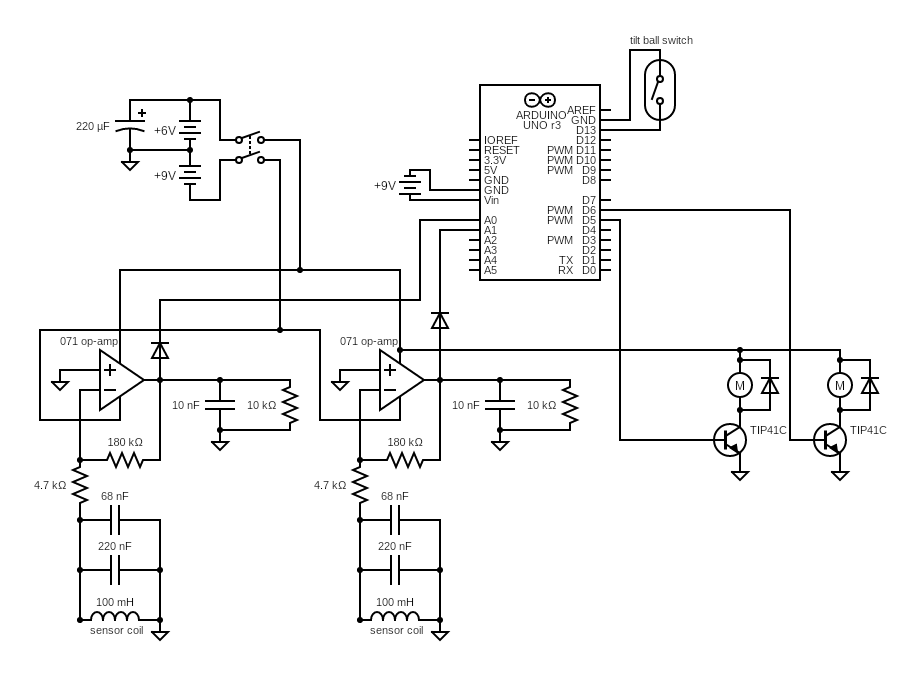 tilt ball switch
220 µF
+
+6V
+9V
ARDUINO
UNO r3
AREF
GND
D13
D12
PWM D11
PWM D10
PWM D9
D8
D7
PWM D6
PWM D5
D4
PWM D3
D2
TX D1
RX D0
IOREF
RESET
3.3V
5V
GND
GND
Vin
A0
A1
A2
A3
A4
A5
+9V
071 op-amp
10 nF
10 kΩ
180 kΩ
4.7 kΩ
68 nF
220 nF
100 mH
sensor coil
071 op-amp
10 nF
10 kΩ
180 kΩ
4.7 kΩ
68 nF
220 nF
100 mH
sensor coil
M
TIP41C
M
TIP41C